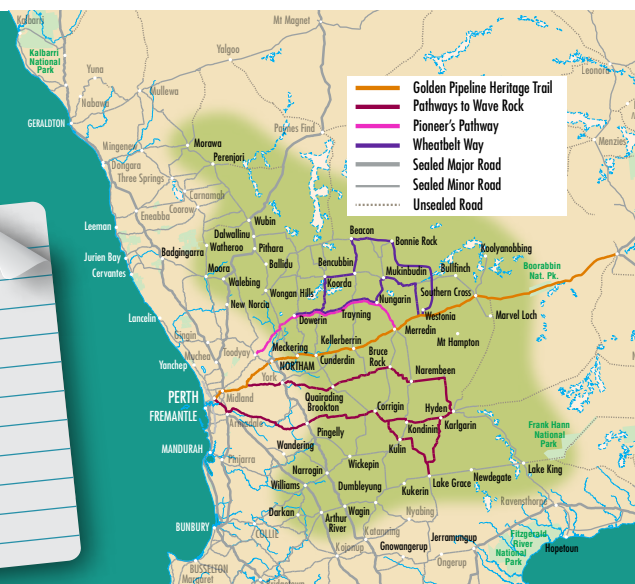 Kalbarri
Mt Magnet
Kalbarri
National
Park
Yalgoo
Leonora
Yuna
Mullewa
Nabawa
Golden Pipeline Heritage Trail
Pathways to Wave Rock
Pioneer's Pathway
Wheatbelt Way
Sealed Major Road
Sealed Minor Road
Unsealed Road
GERALDTON
Paynes Find
Menzies
Mingenew
Morawa
Dongara
Perenjori
Three Springs
Carnamah
Eneabba
Coorow
Leeman
Wubin
Dalwallinu
Beacon
Bonnie Rock
Badgingarra
Watheroo
Pithara
Koolyanobbing
Jurien Bay
Ballidu
Bencubbin
Bullfinch
Boorabbin
Nat. Pk.
Cervantes
Moora
Mukinbudin
Walebing
Koorda
Southern Cross
Wongan Hills
Nungarin
New Norcia
Lancelin
Dowerin
Trayning
Westonia
Marvel Loch
Gingin
Merredin
Mt Hampton
Kellerberrin
Muchea
Toodyay
Meckering
Bruce
Rock
Yanchep
NORTHAM
Cunderdin
York
Narembeen
PERTH
Midland
Quairading
FREMANTLE
Brookton
Corrigin
Hyden
Armadale
Karlgarin
Frank Hann
National
Park
Pingelly
Kondinin
MANDURAH
Wandering
Kulin
Pinjarra
Wickepin
Lake King
Narrogin
Newdegate
Williams
Dumbleyung
Lake Grace
Kukerin
Ravensthorpe
Darkan
Wagin
Nyabing
Arthur
River
BUNBURY
COLLIE
Katanning
Jerramungup
Fitzgerald
River
National
Park
Kojonup
Gnowangerup
Hopetoun
Ongerup
BUSSELTON
Margaret
Bridgetown